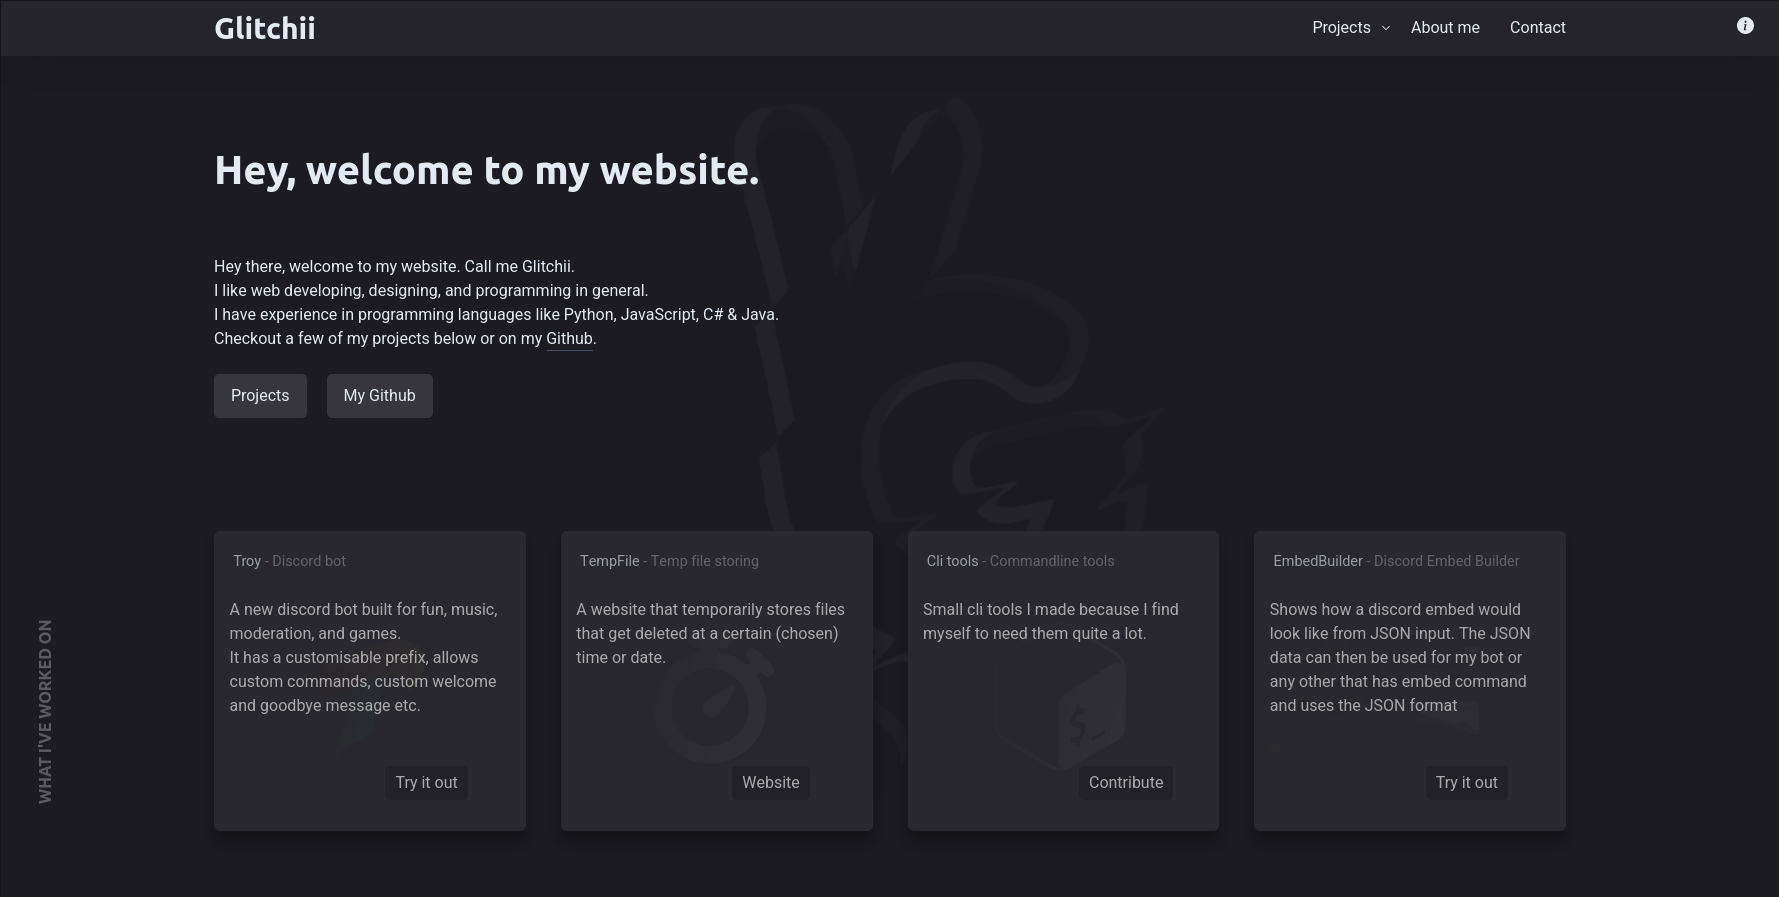 Glitchii
Projects
About me
Contact
Hey, welcome to my website.
Hey there, welcome to my website. Call me Glitchii.
I like web developing, designing, and programming in general.
I have experience in programming languages like Python, JavaScript, C# & Java.
Checkout a few of my projects below or on my Github.
Projects
My Github
WHAT I'VE WORKED ON
Troy - Discord bot
A new discord bot built for fun, music,
moderation, and games.
It has a customisable prefix, allows
custom commands, custom welcome
and goodbye message etc.
Try it out
TempFile - Temp file storing
A website that temporarily stores files
that get deleted at a certain (chosen)
time or date.
Website
Cli tools - Commandline tools
Small cli tools I made because I find
myself to need them quite a lot.
$_
Contribute
EmbedBuilder - Discord Embed Builder
Shows how a discord embed would
look like from JSON input. The JSON
data can then be used for my bot or
any other that has embed command
and uses the JSON format
Try it out